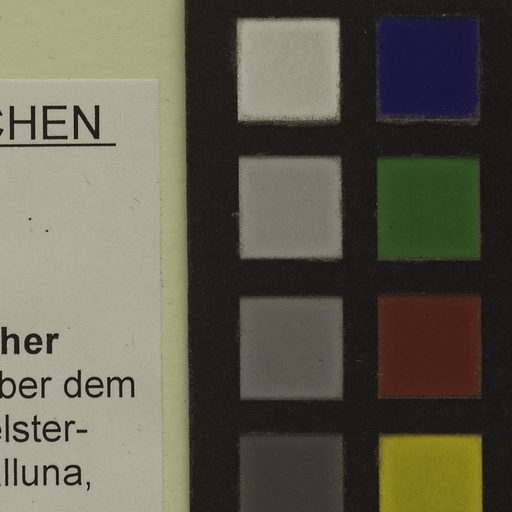 CHEN
her
ber dem
elster-
lluna,